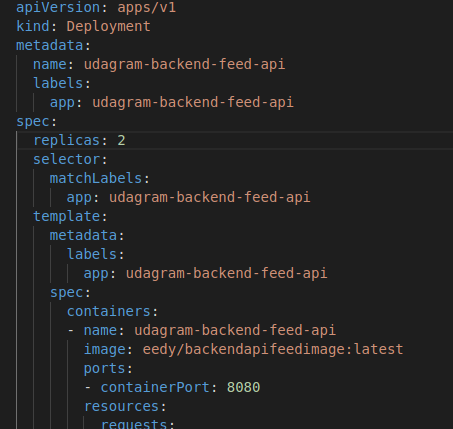 apiVersion: apps/v1
kind: Deployment
metadata:
  name: udagram-backend-feed-api
  labels:
    app: udagram-backend-feed-api
spec:
  replicas: 2
  selector:
    matchLabels:
      app: udagram-backend-feed-api
  template:
    metadata:
      labels:
        app: udagram-backend-feed-api
    spec:
      containers:
      - name: udagram-backend-feed-api
        image: eedy/backendapifeedimage:latest
        ports:
        - containerPort: 8080
        resources:
          requests: